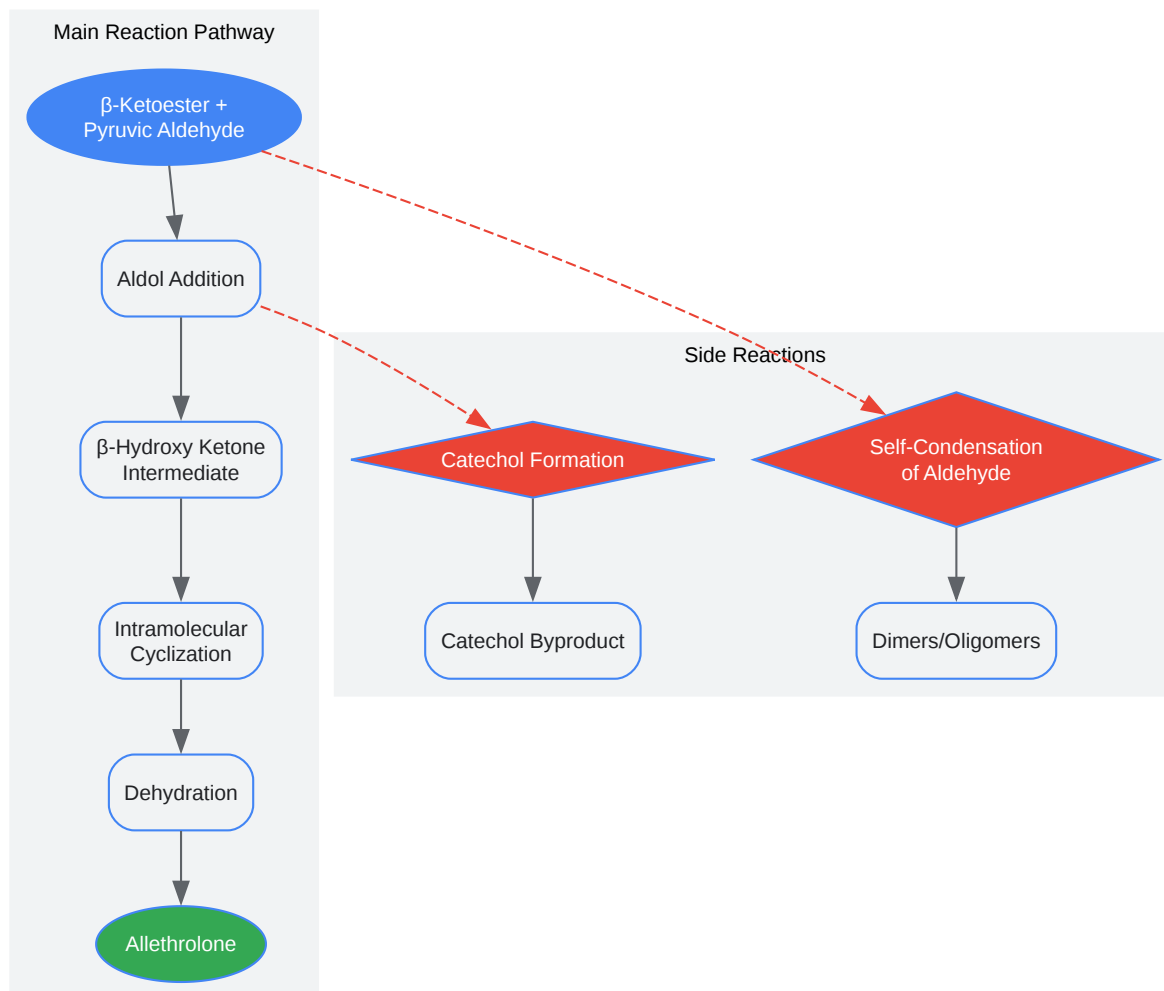 Main Reaction Pathway
β-Ketoester +
Pyruvic Aldehyde
Aldol Addition
β-Hydroxy Ketone
Intermediate
Intramolecular
Cyclization
Dehydration
Allethrolone
Side Reactions
Catechol Formation
Catechol Byproduct
Self-Condensation
of Aldehyde
Dimers/Oligomers